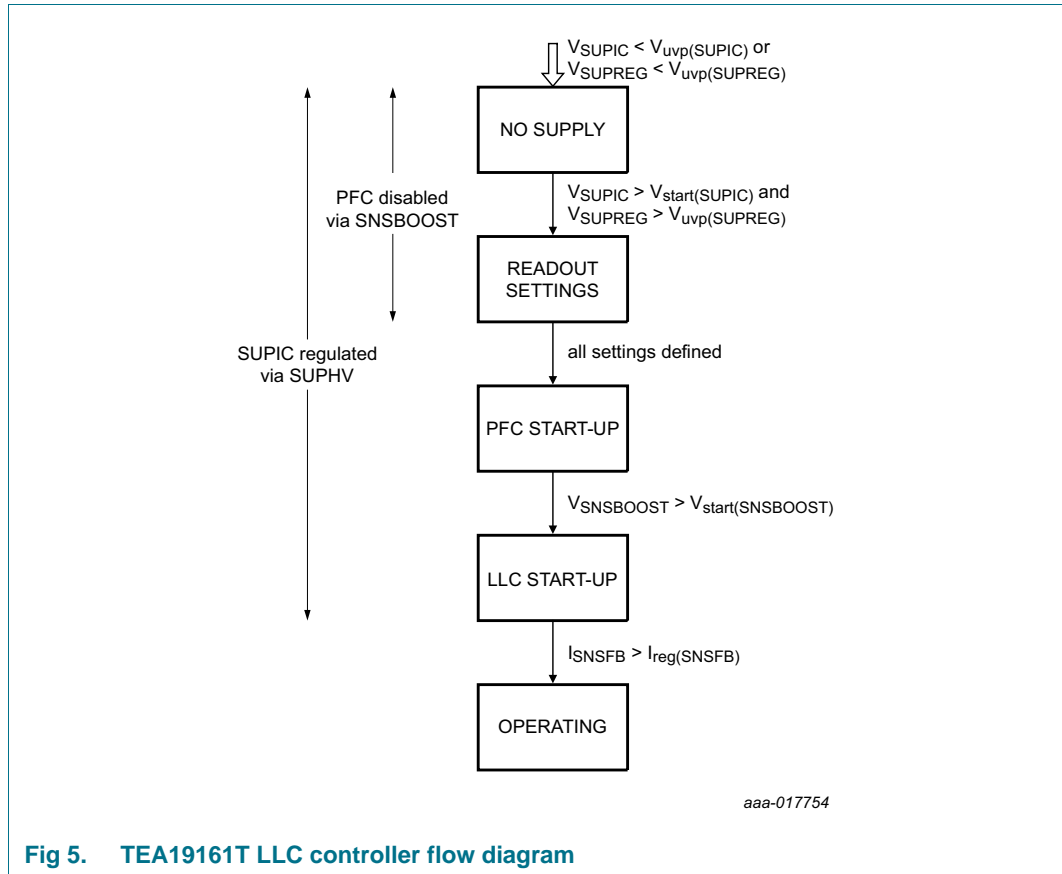 VSUPIC < Vuvp(SUPIC) or
VSUPREG < Vuvp(SUPREG)
NO SUPPLY
PFC disabled
via SNSBOOST
VSUPIC > Vstart(SUPIC) and
VSUPREG > Vuvp(SUPREG)
READOUT
SETTINGS
SUPIC regulated
via SUPHV
all settings defined
PFC START-UP
VSNSBOOST > Vstart(SNSBOOST)
LLC START-UP
ISNSFB > Ireg(SNSFB)
OPERATING
aaa-017754
Fig 5. TEA19161T LLC controller flow diagram